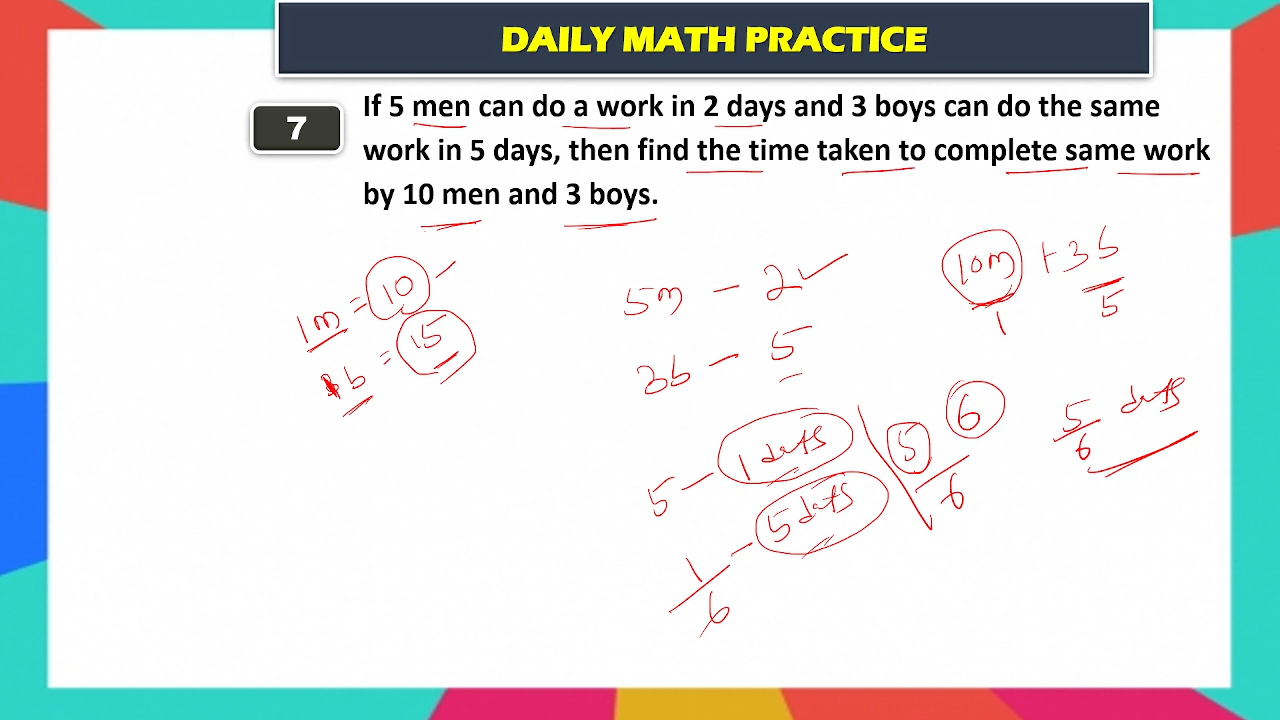 DAILY MATH PRACTICE
7
If 5 men can do a work in 2 days and 3 boys can do the same
work in 5 days, then find the time taken to complete same work
by 10 men and 3 boys.
1m = 10
b = 15
5m - 2 ✓
3b - 5
10m + 3b
1 5
5 - 1 days
1/6 - 5 days
5 6
6
5/6 days